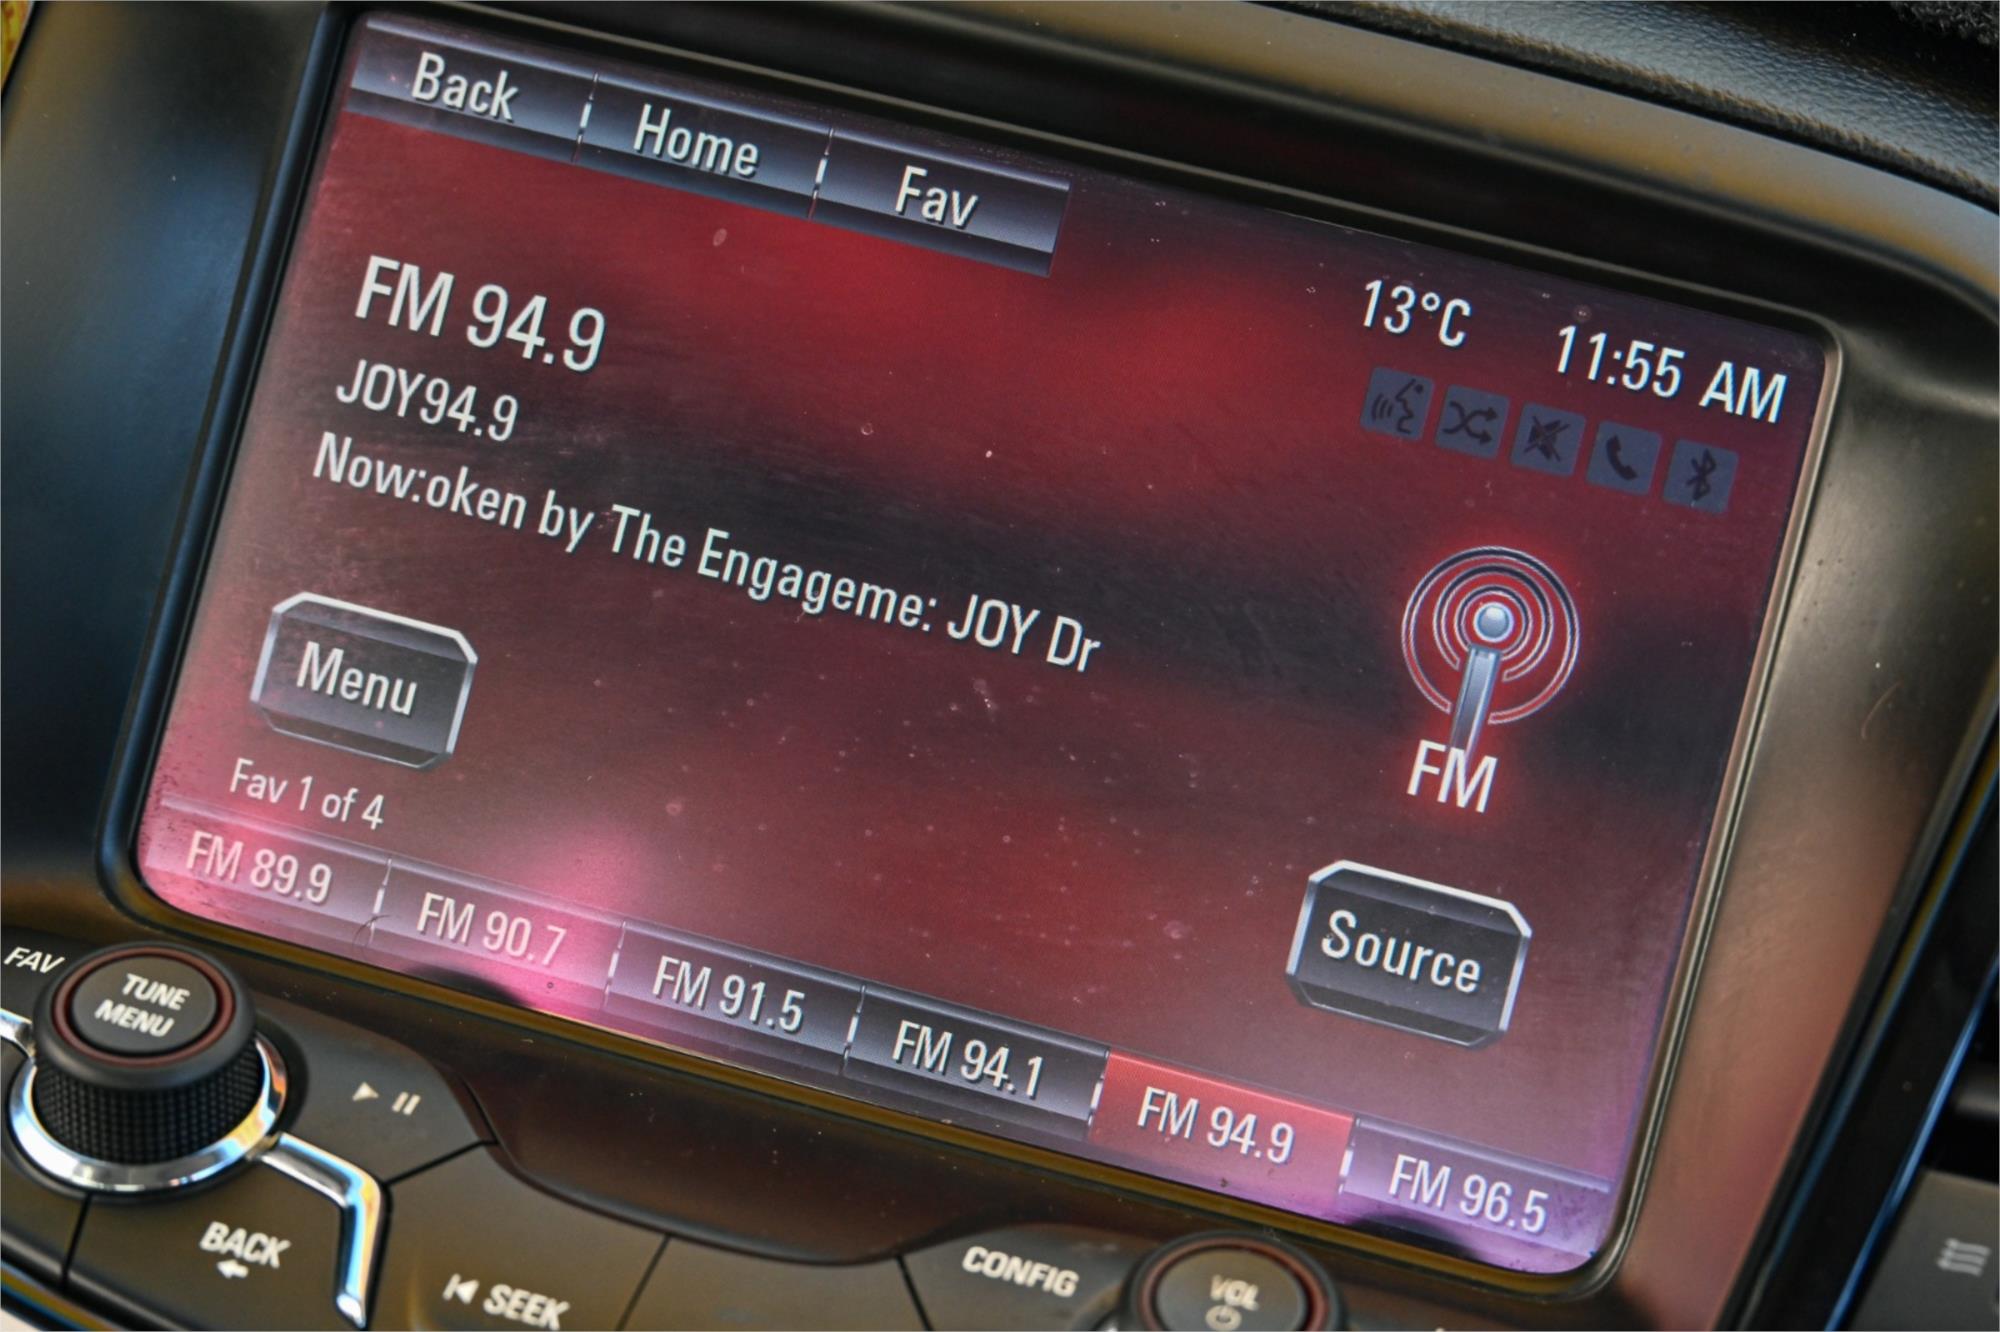 Back Home Fav
13°C 11:55 AM
FM 94.9
JOY94.9
Now:oken by The Engageme: JOY Dr
FM
Menu
Source
Fav 1 of 4
FM 89.9 FM 90.7 FM 91.5 FM 94.1 FM 94.9 FM 96.5
FAV
TUNE
MENU
BACK
SEEK
CONFIG
VOL